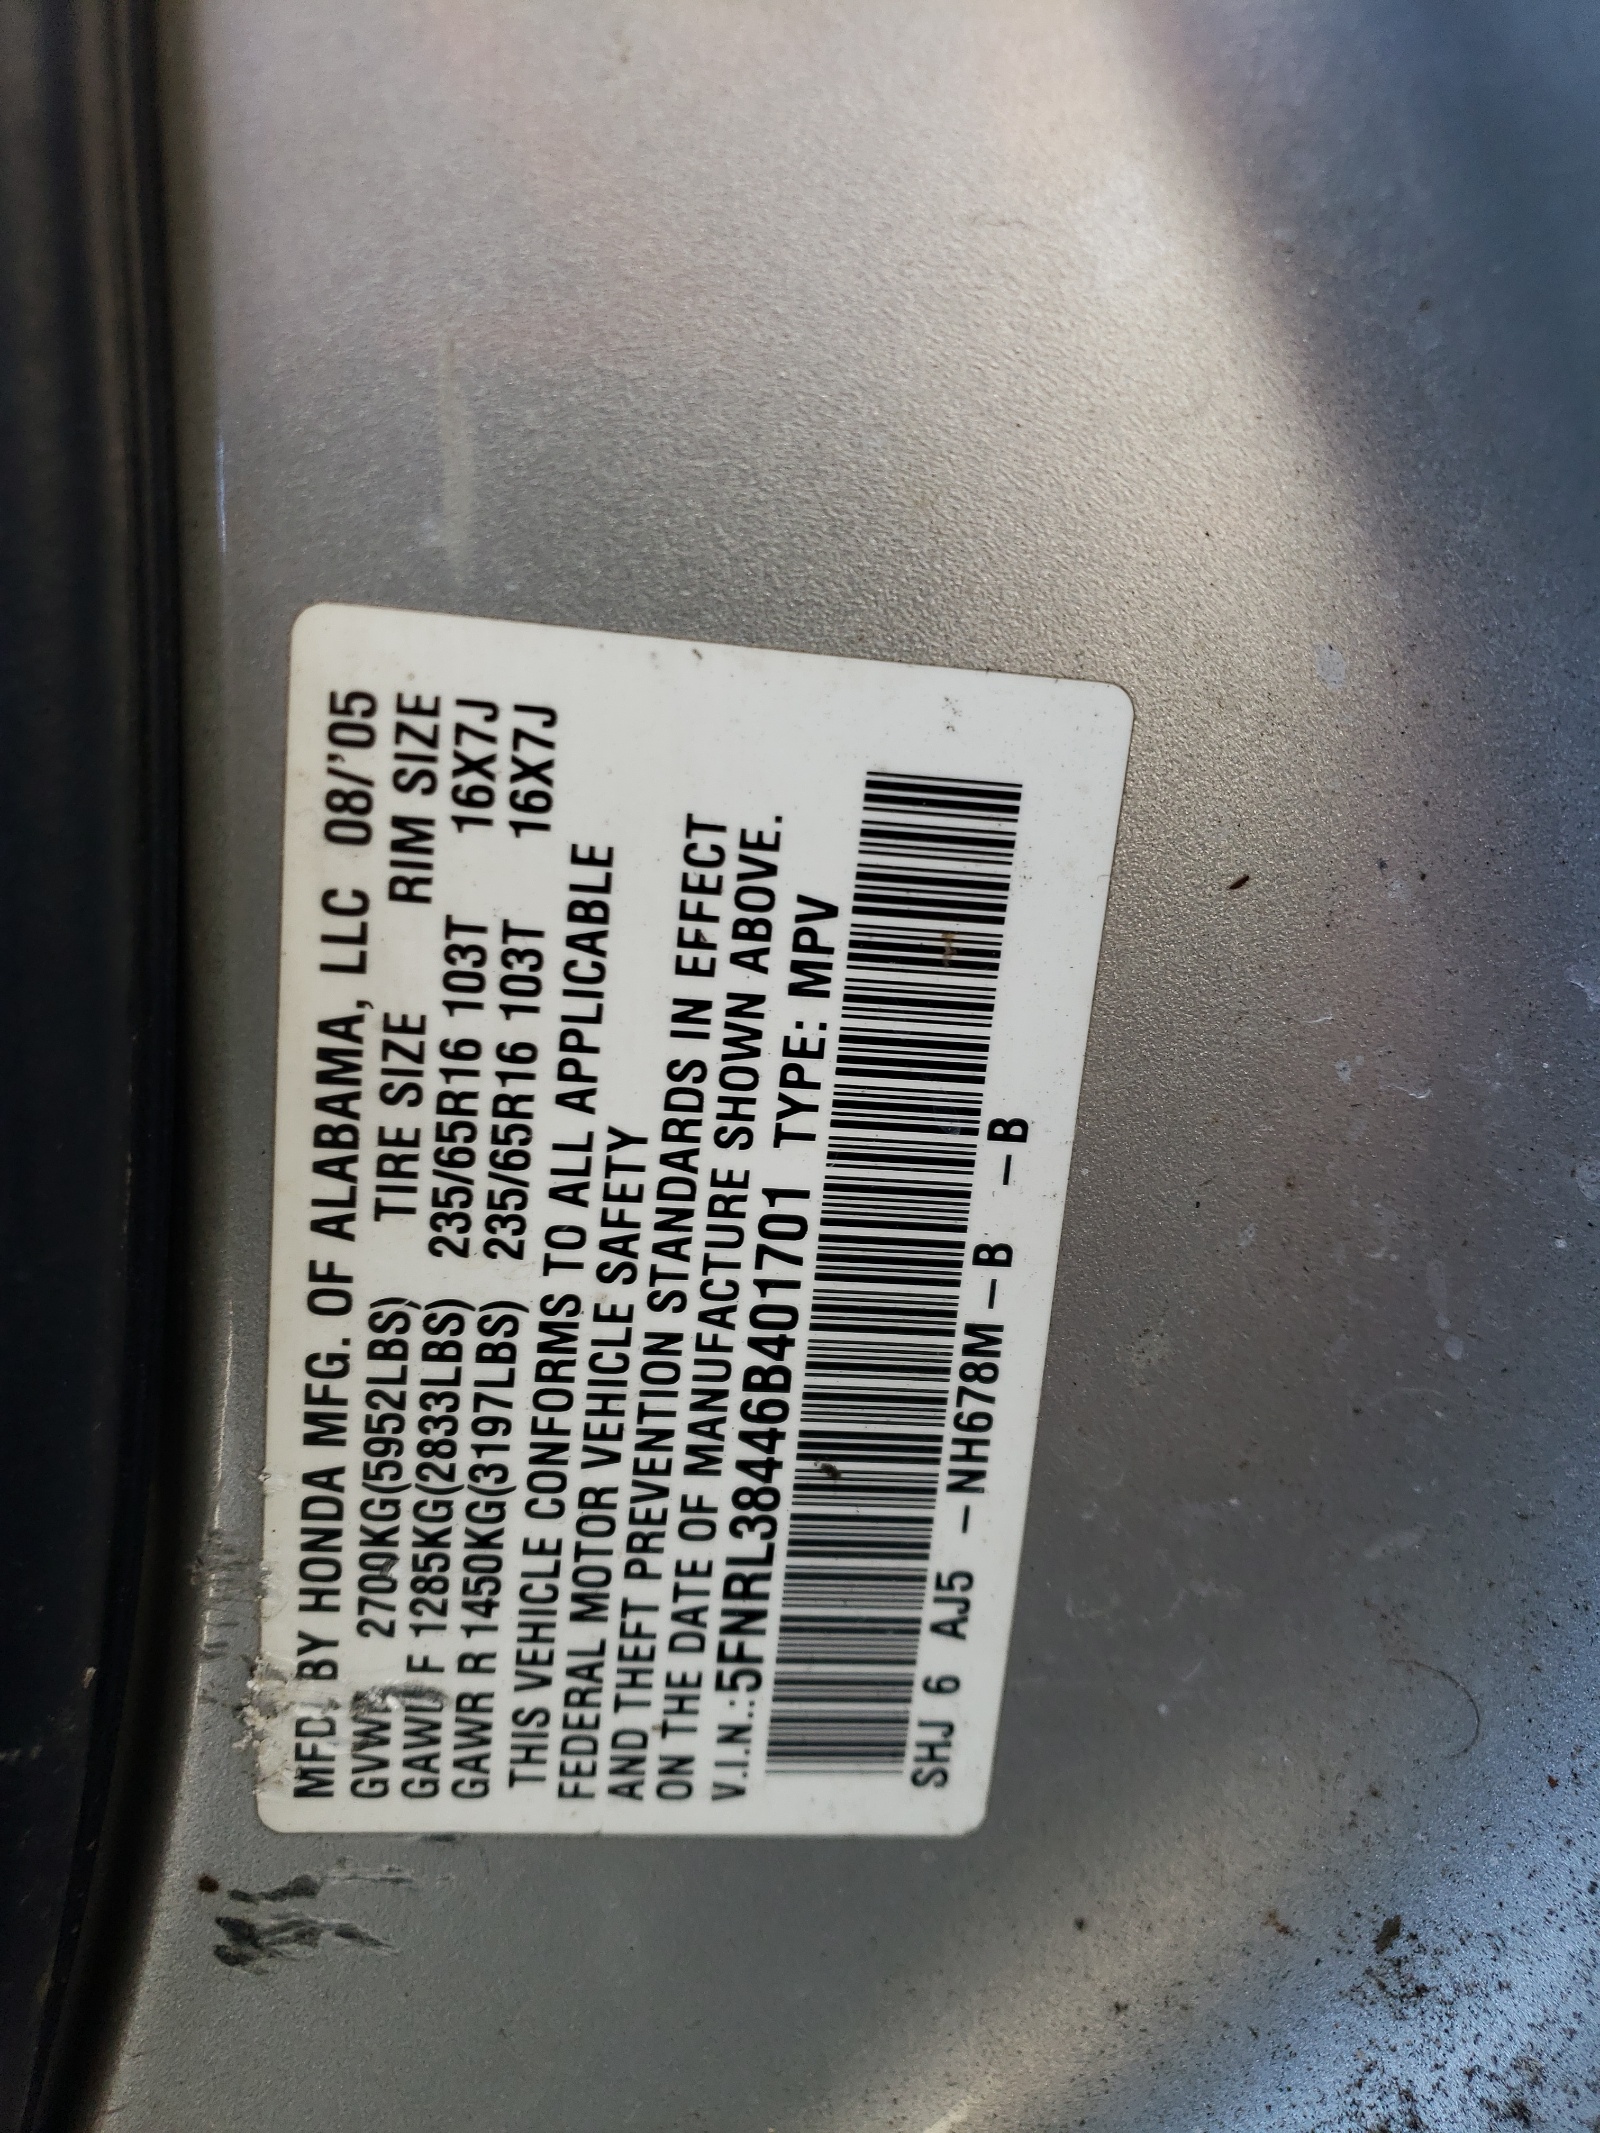 MFD. BY HONDA MFG. OF ALABAMA, LLC 08/'05
TIRE SIZE RIM SIZE
GVWR 2700KG(5952LBS)
GAWR F 1285KG(2833LBS) 235/65R16 103T 16X7J
GAWR R 1450KG(3197LBS) 235/65R16 103T 16X7J
THIS VEHICLE CONFORMS TO ALL APPLICABLE
FEDERAL MOTOR VEHICLE SAFETY
AND THEFT PREVENTION STANDARDS IN EFFECT
ON THE DATE OF MANUFACTURE SHOWN ABOVE.
V.I.N.:5FNRL38446B401701 TYPE: MPV
SHJ 6 AJ5 -NH678M-B -B